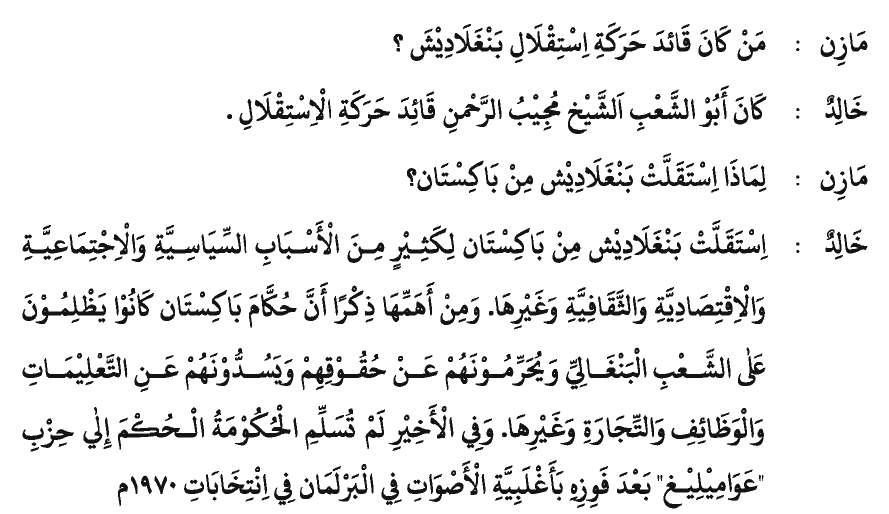 مَازِن : مَنْ كَانَ قَائدَ حَرَكَةِ اِسْتِقْلَالِ بَنْغَلَادِيْشَ ؟
خَالِدٌ : كَانَ أَبُوْ الشَّعْبِ اَلشَّيْخ مُجِيْبُ الرَّحْمنِ قَائِدَ حَرَكَةِ الْاِسْتِقْلَالِ .
مَازِن : لِمَاذَا اِسْتَقَلَّتْ بَنْغَلَادِيْش مِنْ بَاكِسْتَان؟
خَالِدٌ : اِسْتَقَلَّتْ بَنْغَلَادِيْش مِنْ بَاكِسْتَان لِكَثِيْرٍ مِنَ الْأَسْبَابِ السِّيَاسِيَّةِ وَالْاِجْتِمَاعِيَّةِ
وَالْاِقْتِصَادِيَّةِ وَالثَّقَافِيَّةِ وَغَيْرِهَا. وَمِنْ أَهَمِّهَا ذِكْرًا أَنَّ حُكَّامَ بَاكِسْتَان كَانُوْا يَظْلِمُوْنَ
عَلٰى الشَّعْبِ الْبَنْغَالِيِّ وَيُحَرِّمُوْنَهُمْ عَنْ حُقُوْقِهِمْ وَيَسُدُّوْنَهُمْ عَنِ التَّعْلِيْمَاتِ
وَالْوَظَائِفِ وَالتِّجَارَةِ وَغَيْرِهَا. وَفِي الْأَخِيْرِ لَمْ تُسَلِّمِ الْحُكُوْمَةُ الْحُكْمَ إِلٰي حِزْبِ
"عَوَامِيْلِيْغ" بَعْدَ فَوِزِهِ بَأَغْلَبِيَّةِ الْأَصْوَاتِ فِي الْبَرْلَمَان فِي اِنْتِخَابَاتِ ١٩٧٠م